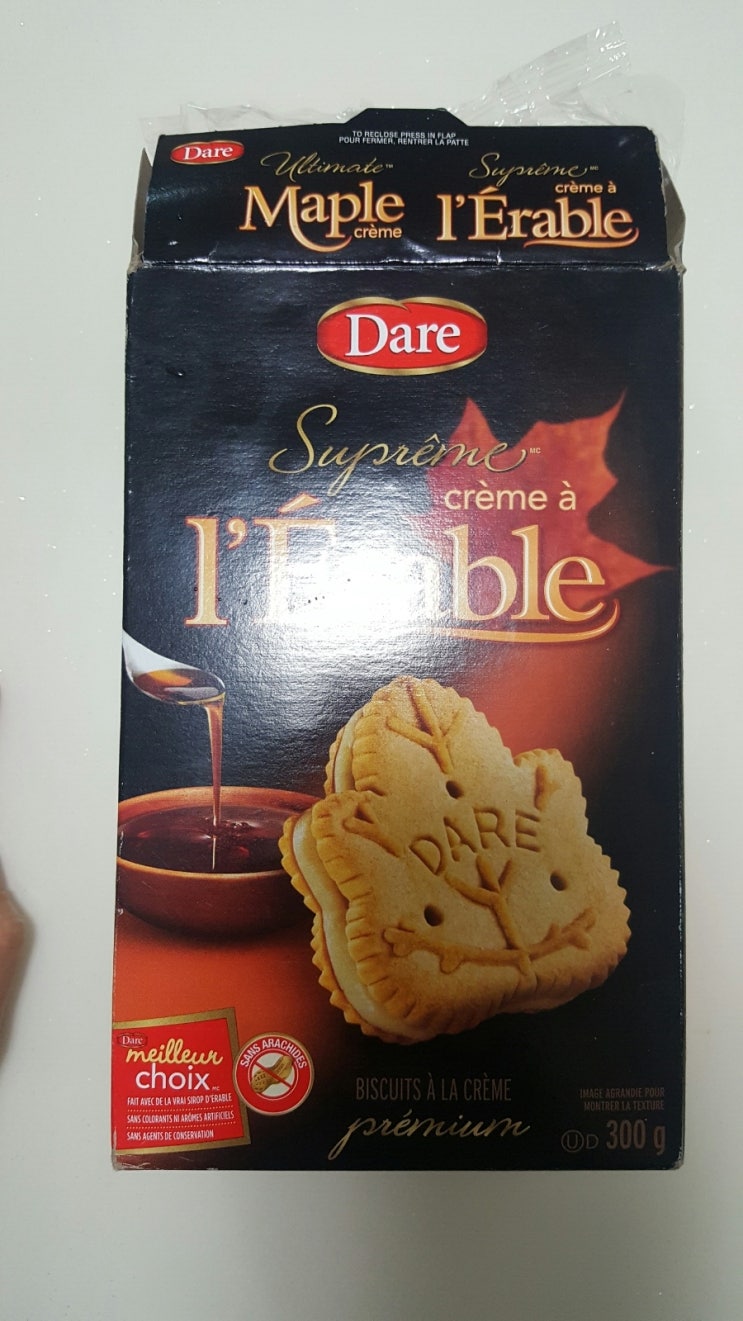 TO RECLOSE PRESS IN FLAP
POUR FERMER, RENTRER LA PATTE
Dare
Ultimate™ Suprême MC
Maple crème
crème à l'Érable
Dare
Suprême MC
crème à
l'Érable
DARE
Dare
meilleur
choix MC
FAIT AVEC DE LA VRAI SIROP D'ÉRABLE
SANS COLORANTS NI ARÔMES ARTIFICIELS
SANS AGENTS DE CONSERVATION
SANS ARACHIDES
BISCUITS À LA CRÈME
prémium
IMAGE AGRANDIE POUR
MONTRER LA TEXTURE
U D 300 g